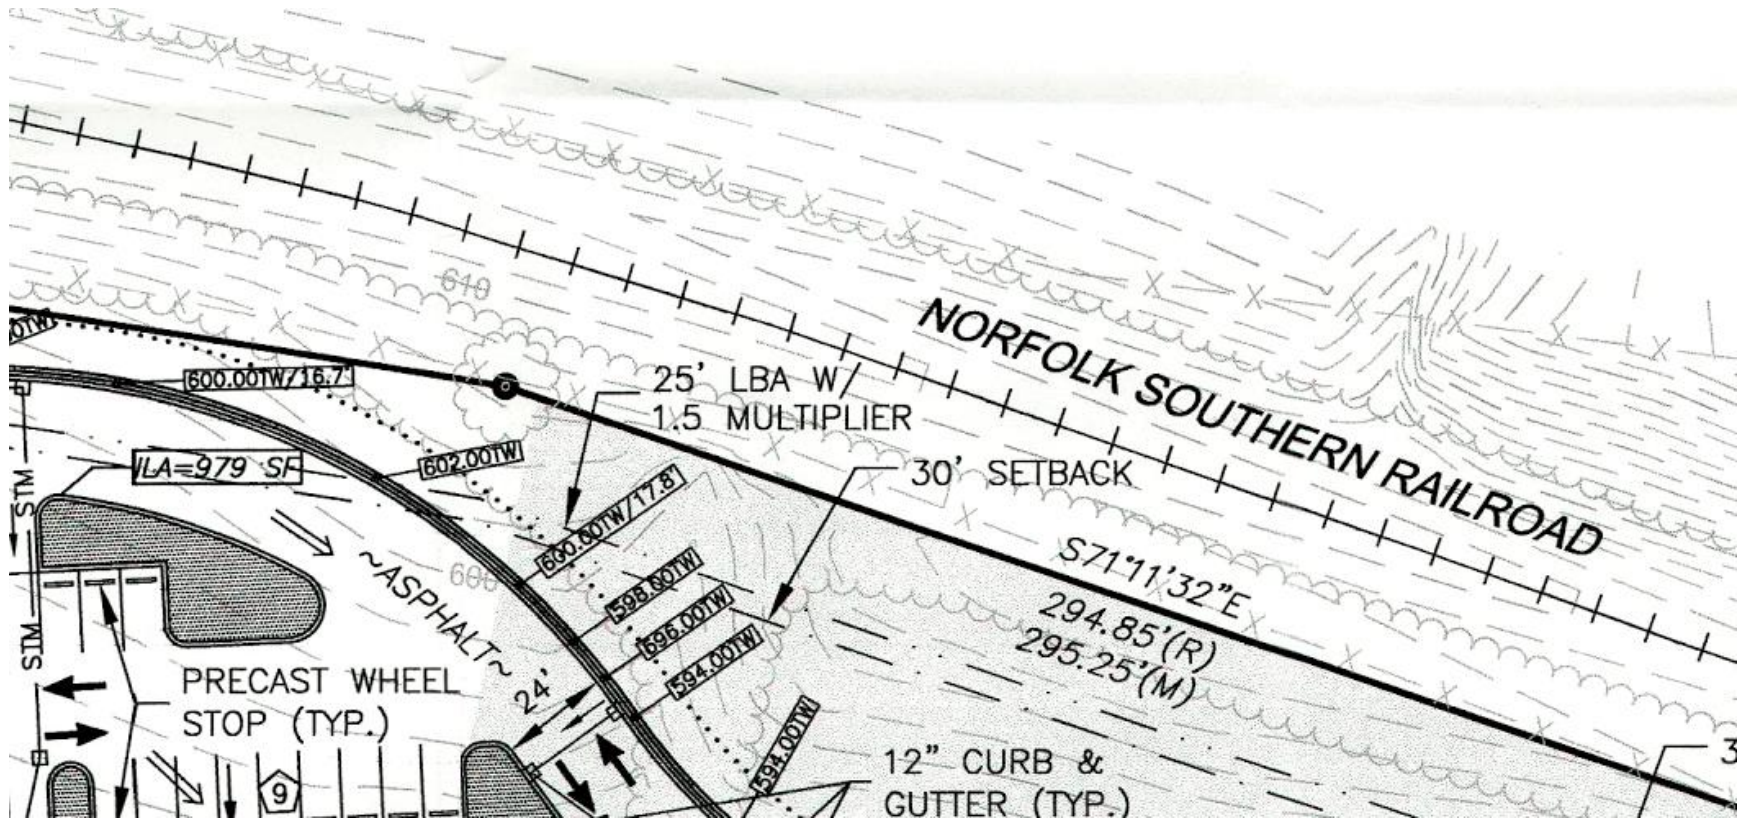 610
NORFOLK SOUTHERN RAILROAD
600.00TW/16.7'
25' LBA W/
1.5 MULTIPLIER
602.00TW
ILA=979 SF
30' SETBACK
STM
600.00TW/17.8'
S71°11'32"E
294.85'(R)
295.25'(M)
600
~ASPHALT~
598.00TW
596.00TW
594.00TW
STM
PRECAST WHEEL
STOP (TYP.)
24'
594.00TW
12" CURB &
GUTTER (TYP.)
9